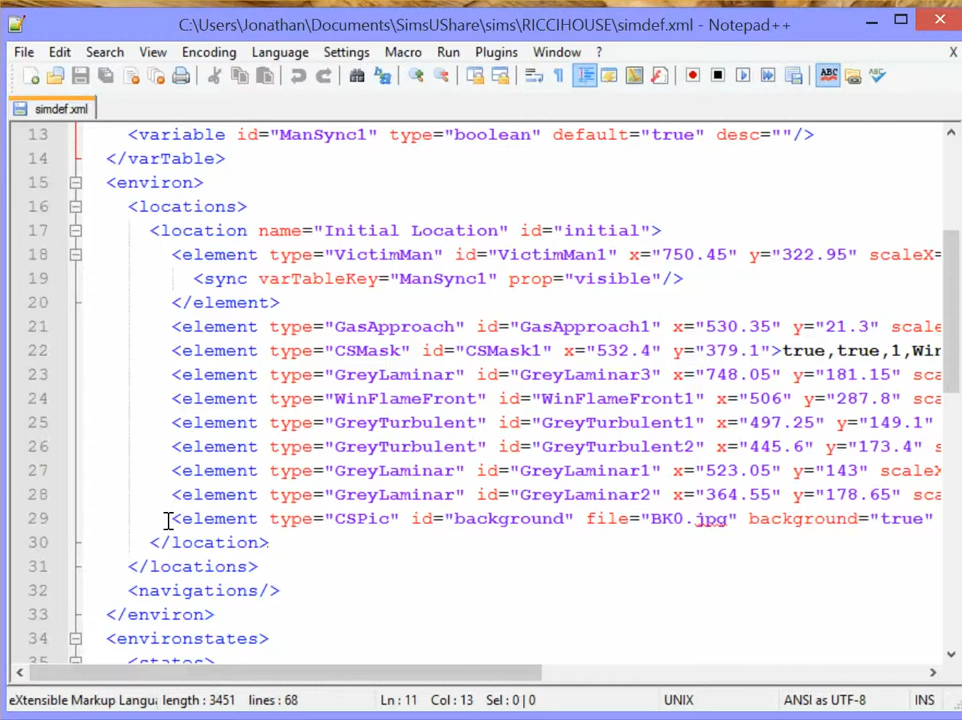 C:\Users\Jonathan\Documents\SimsUShare\sims\RICCIHOUSE\simdef.xml - Notepad++
File Edit Search View Encoding Language Settings Macro Run Plugins Window ? X
ABC
simdef.xml
13 <variable id="ManSync1" type="boolean" default="true" desc=""/>
14 </varTable>
15 <environ>
16 <locations>
17 <location name="Initial Location" id="initial">
18 <element type="VictimMan" id="VictimMan1" x="750.45" y="322.95" scaleX=
19 <sync varTableKey="ManSync1" prop="visible"/>
20 </element>
21 <element type="GasApproach" id="GasApproach1" x="530.35" y="21.3" scale
22 <element type="CSMask" id="CSMask1" x="532.4" y="379.1">true,true,1,Win
23 <element type="GreyLaminar" id="GreyLaminar3" x="748.05" y="181.15" sca
24 <element type="WinFlameFront" id="WinFlameFront1" x="506" y="287.8" sca
25 <element type="GreyTurbulent" id="GreyTurbulent1" x="497.25" y="149.1"
26 <element type="GreyTurbulent" id="GreyTurbulent2" x="445.6" y="173.4" s
27 <element type="GreyLaminar" id="GreyLaminar1" x="523.05" y="143" scaleX
28 <element type="GreyLaminar" id="GreyLaminar2" x="364.55" y="178.65" sca
29 <element type="CSPic" id="background" file="BK0.jpg" background="true"
30 </location>
31 </locations>
32 <navigations/>
33 </environ>
34 <environstates>
35 <states>
eXtensible Markup Langu: length : 3451 lines : 68 Ln : 11 Col : 13 Sel : 0 | 0 UNIX ANSI as UTF-8 INS